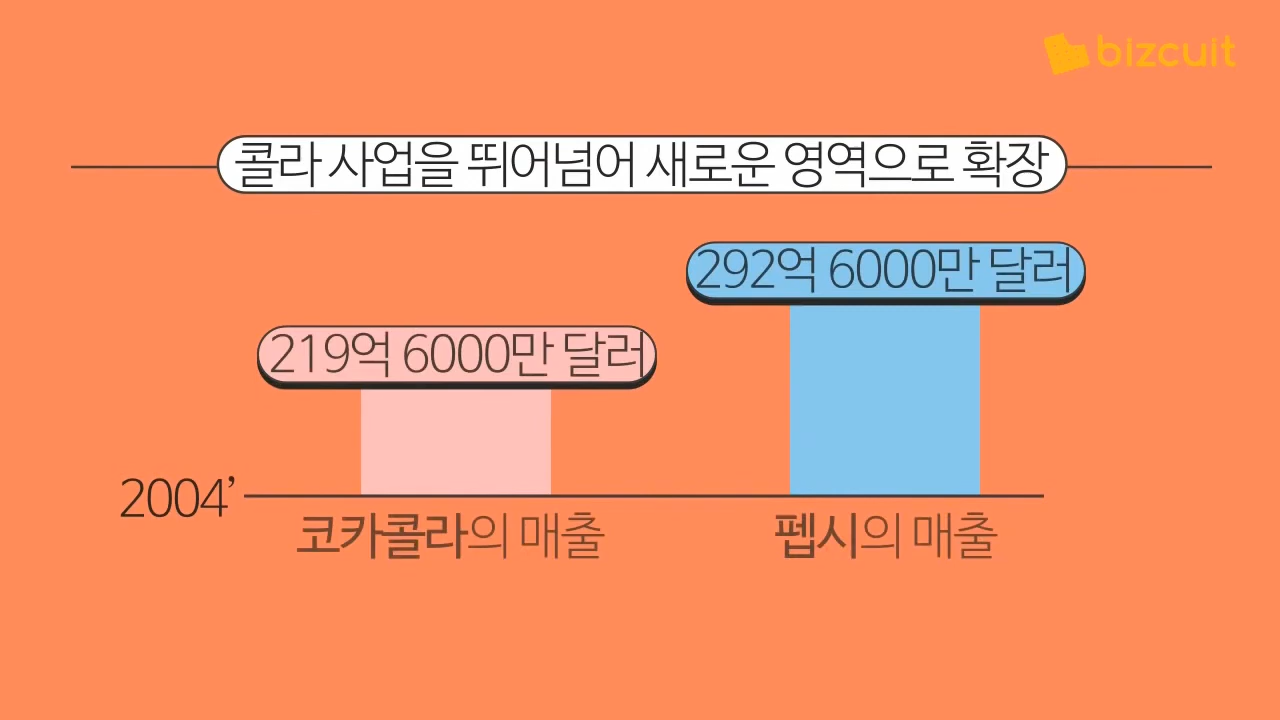 bizcuit
콜라 사업을 뛰어넘어 새로운 영역으로 확장
292억 6000만 달러
219억 6000만 달러
2004’
코카콜라의 매출
펩시의 매출